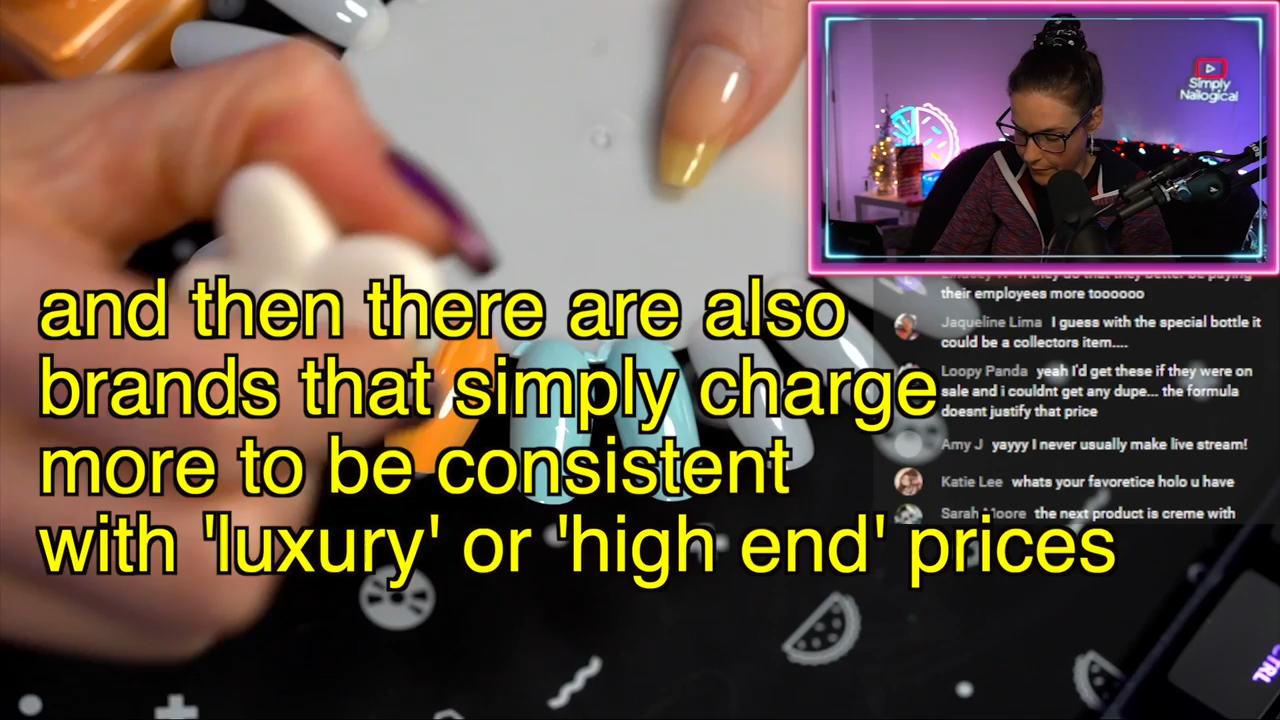 Simply
Nailogical
their employees more toooooo
Jaqueline Lima I guess with the special bottle it
could be a collectors item....
Loopy Panda yeah I'd get these if they were on
sale and i couldnt get any dupe... the formula
doesnt justify that price
Amy J yayyy I never usually make live stream!
Katie Lee whats your favoretice holo u have
Sarah Moore the next product is creme with
and then there are also
brands that simply charge
more to be consistent
with 'luxury' or 'high end' prices
CTRL